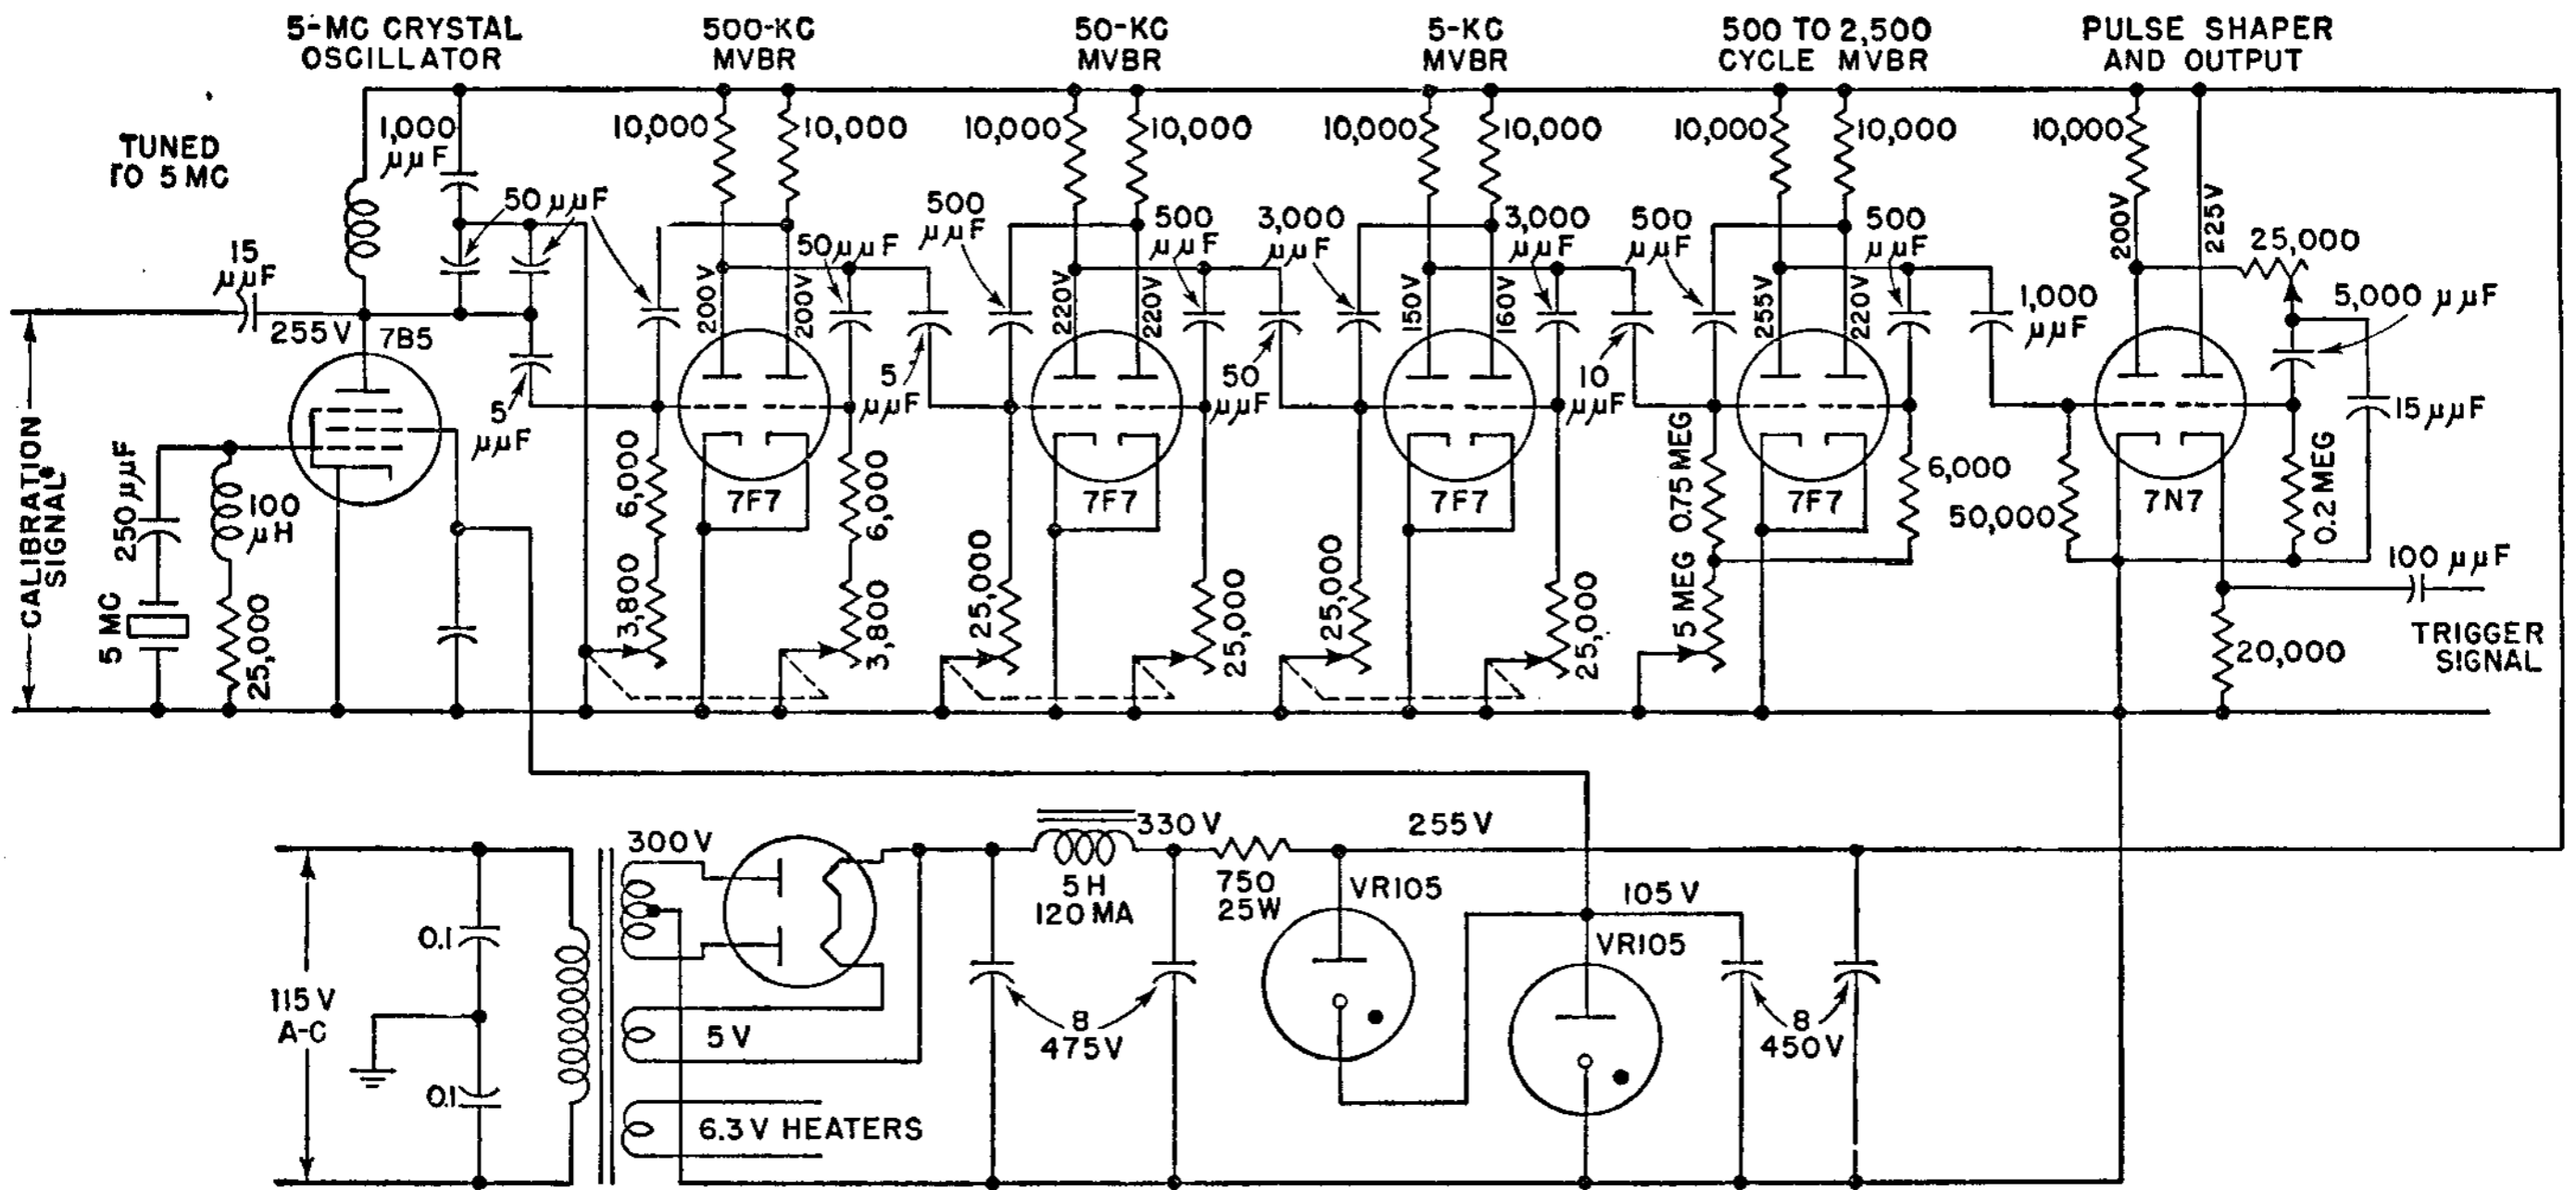 5-MC CRYSTAL
OSCILLATOR
500-KC
MVBR
50-KC
MVBR
5-KC
MVBR
500 TO 2,500
CYCLE MVBR
PULSE SHAPER
AND OUTPUT
TUNED
TO 5 MC
1,000
μμF
10,000
10,000
10,000
10,000
10,000
10,000
10,000
10,000
10,000
50 μμF
15
μμF
50 μμF
500
μμF
500
μμF
3,000
μμF
3,000
μμF
500
μμF
500
μμF
200V
225V
25,000
200V
200V
220V
220V
150V
160V
255V
220V
1,000
μμF
5,000 μμF
255V
7B5
5
μμF
5
μμF
50
μμF
10
μμF
15 μμF
CALIBRATION
SIGNAL
250 μμF
100
μH
5 MC
25,000
6,000
3,800
7F7
6,000
3,800
25,000
7F7
25,000
25,000
7F7
25,000
0.75 MEG
5 MEG
7F7
6,000
50,000
7N7
0.2 MEG
100 μμF
TRIGGER
SIGNAL
20,000
300V
330V
255V
5H
120 MA
750
25W
VR105
105 V
VR105
0.1
115 V
A-C
0.1
5 V
8
475V
8
450V
6.3 V HEATERS